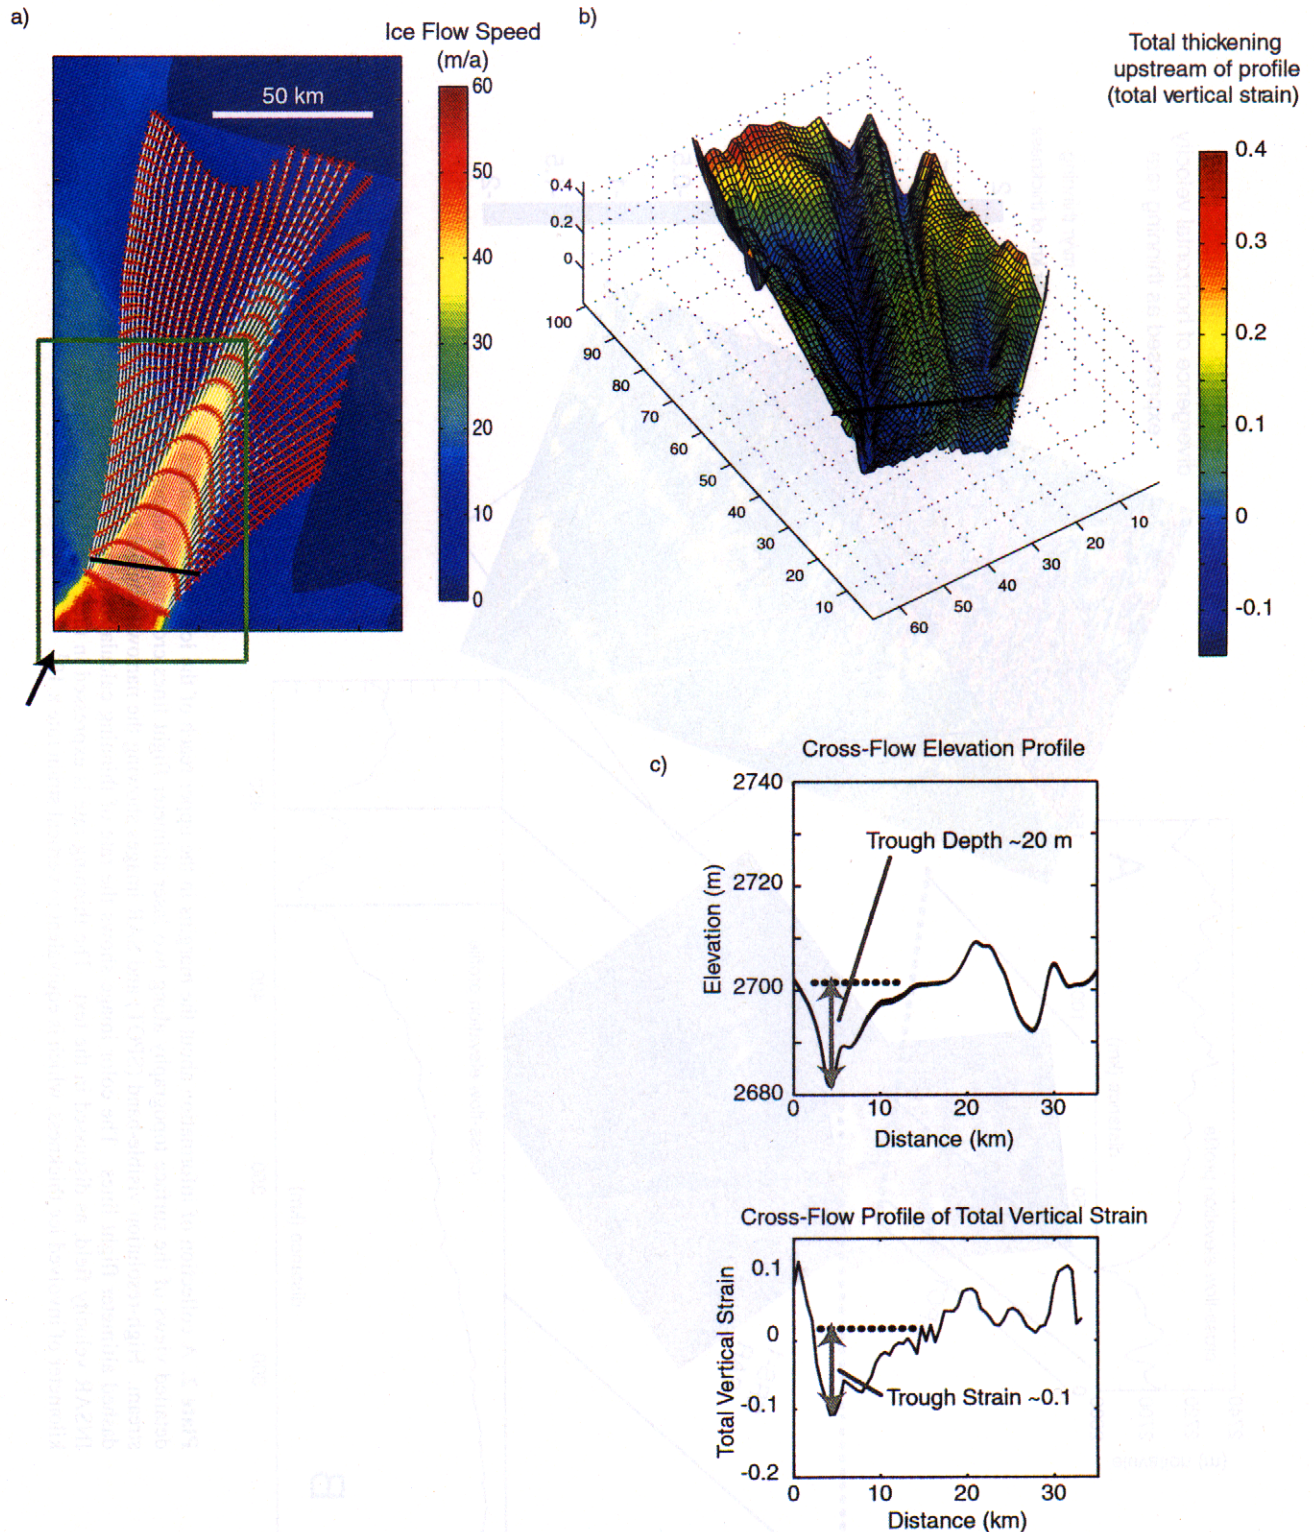 a)
Ice Flow Speed
(m/a)
50 km
60
50
40
30
20
10
0
b)
Total thickening
upstream of profile
(total vertical strain)
0.4
0.3
0.2
0.1
0
-0.1
0.4
0.2
0
100
90
80
70
60
50
40
30
20
10
60
50
40
30
20
10
c)
Cross-Flow Elevation Profile
Trough Depth ~20 m
Elevation (m)
2740
2720
2700
2680
0 10 20 30
Distance (km)
Cross-Flow Profile of Total Vertical Strain
Total Vertical Strain
0.1
0
-0.1
-0.2
Trough Strain ~0.1
0 10 20 30
Distance (km)